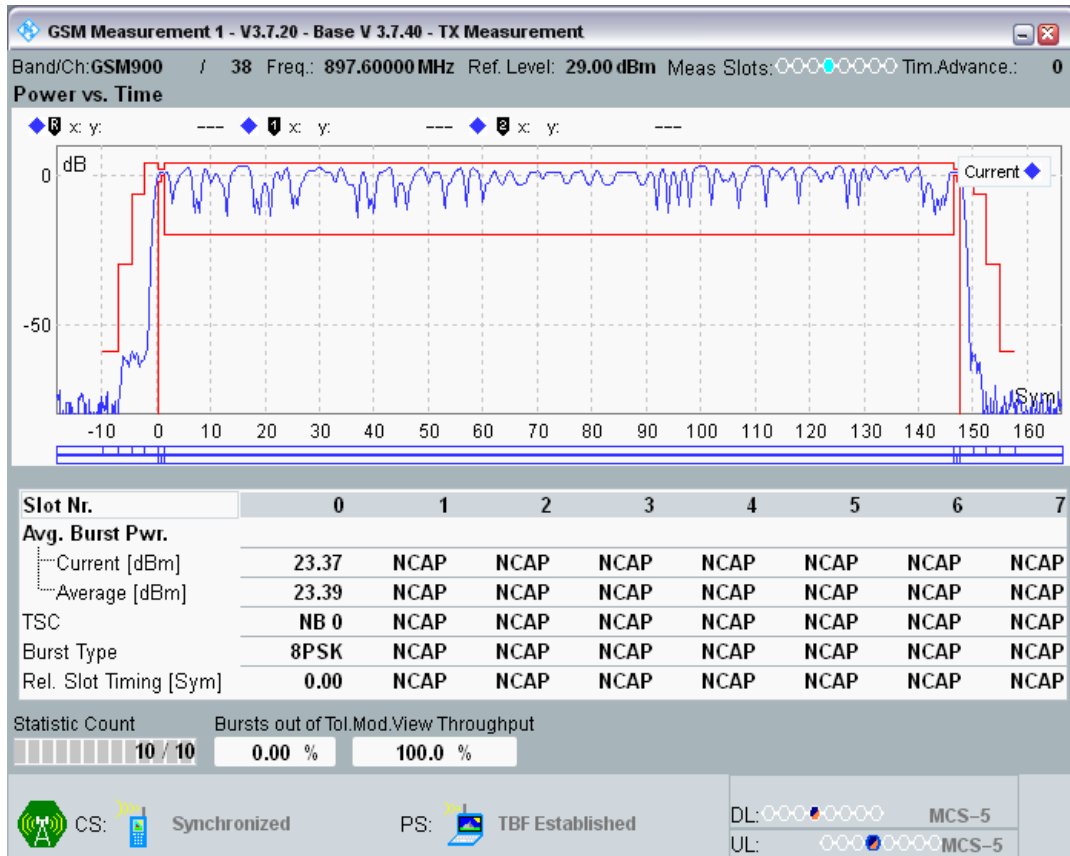 GSM Measurement 1 - V3.7.20 - Base V 3.7.40 - TX Measurement
Band/Ch:GSM900 / 38 Freq.: 897.60000 MHz Ref. Level: 29.00 dBm Meas Slots: Tim.Advance.: 0
Power vs. Time
R x: y: --- 1 x: y: --- 2 x: y: ---
dB
Current
0
-50
Sym
-10 0 10 20 30 40 50 60 70 80 90 100 110 120 130 140 150 160
Slot Nr. 0 1 2 3 4 5 6 7
Avg. Burst Pwr.
Current [dBm] 23.37 NCAP NCAP NCAP NCAP NCAP NCAP NCAP
Average [dBm] 23.39 NCAP NCAP NCAP NCAP NCAP NCAP NCAP
TSC NB 0 NCAP NCAP NCAP NCAP NCAP NCAP NCAP
Burst Type 8PSK NCAP NCAP NCAP NCAP NCAP NCAP NCAP
Rel. Slot Timing [Sym] 0.00 NCAP NCAP NCAP NCAP NCAP NCAP NCAP
Statistic Count Bursts out of Tol.Mod.View Throughput
10 / 10 0.00 % 100.0 %
CS: Synchronized PS: TBF Established
DL: MCS-5
UL: MCS-5